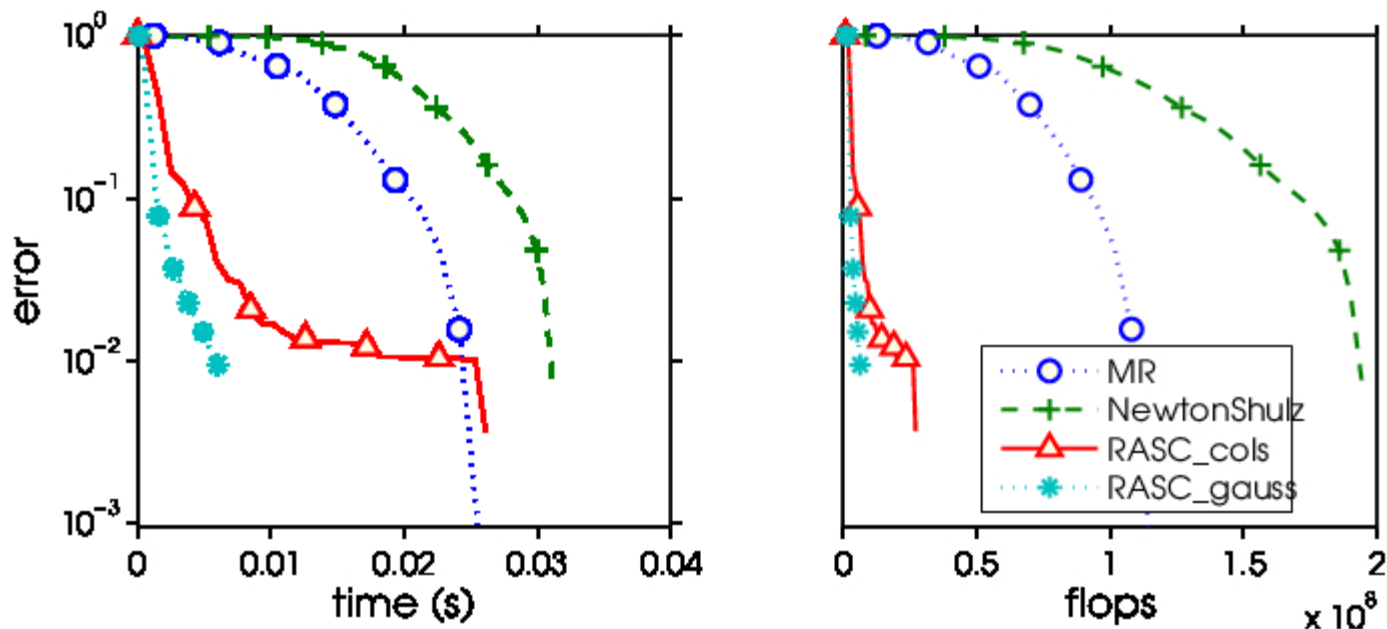 10^0
10^-1
10^-2
10^-3
error
0 0.01 0.02 0.03 0.04
time (s)
MR
NewtonShulz
RASC_cols
RASC_gauss
0 0.5 1 1.5 2
flops
x 10^8